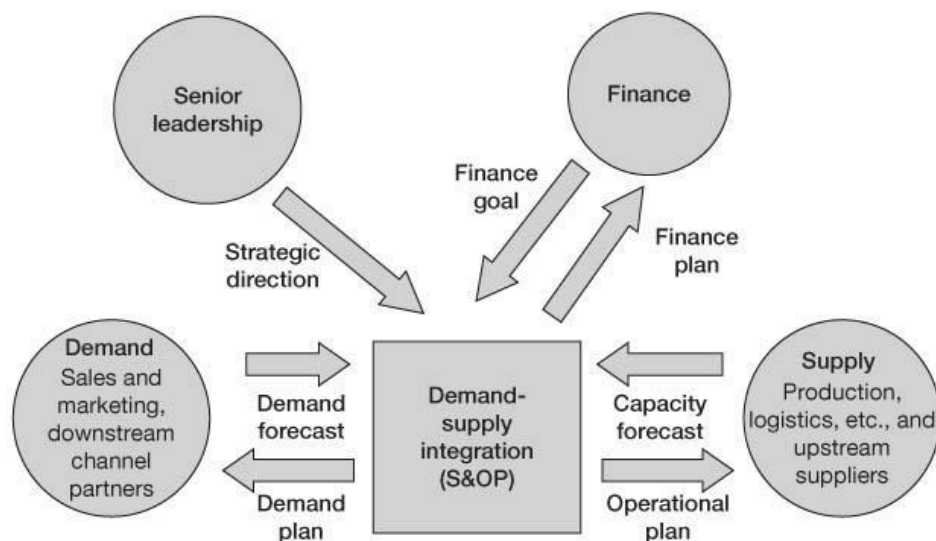 Senior
leadership
Finance
Strategic
direction
Finance
goal
Finance
plan
Demand
Sales and
marketing,
downstream
channel
partners
Demand
forecast
Demand
plan
Demand-
supply
integration
(S&OP)
Capacity
forecast
Operational
plan
Supply
Production,
logistics, etc., and
upstream
suppliers